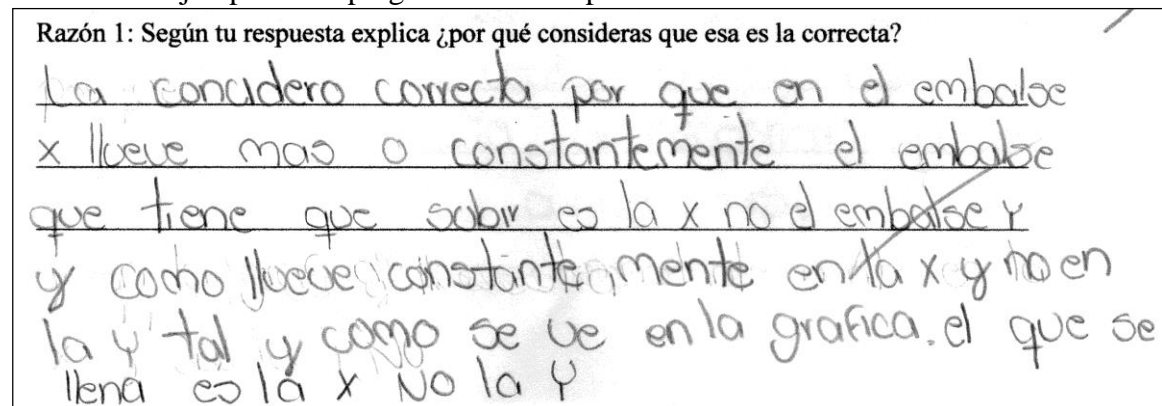 Razón 1: Según tu respuesta explica ¿por qué consideras que esa es la correcta?
La concidero correcta por que en el embalse
x llueve mas o constantemente el embalse
que tiene que subir es la x no el embalse Y
y como llueve constantemente en la x y no en
la y tal y como se ve en la grafica. el que se
llena es la x No la Y